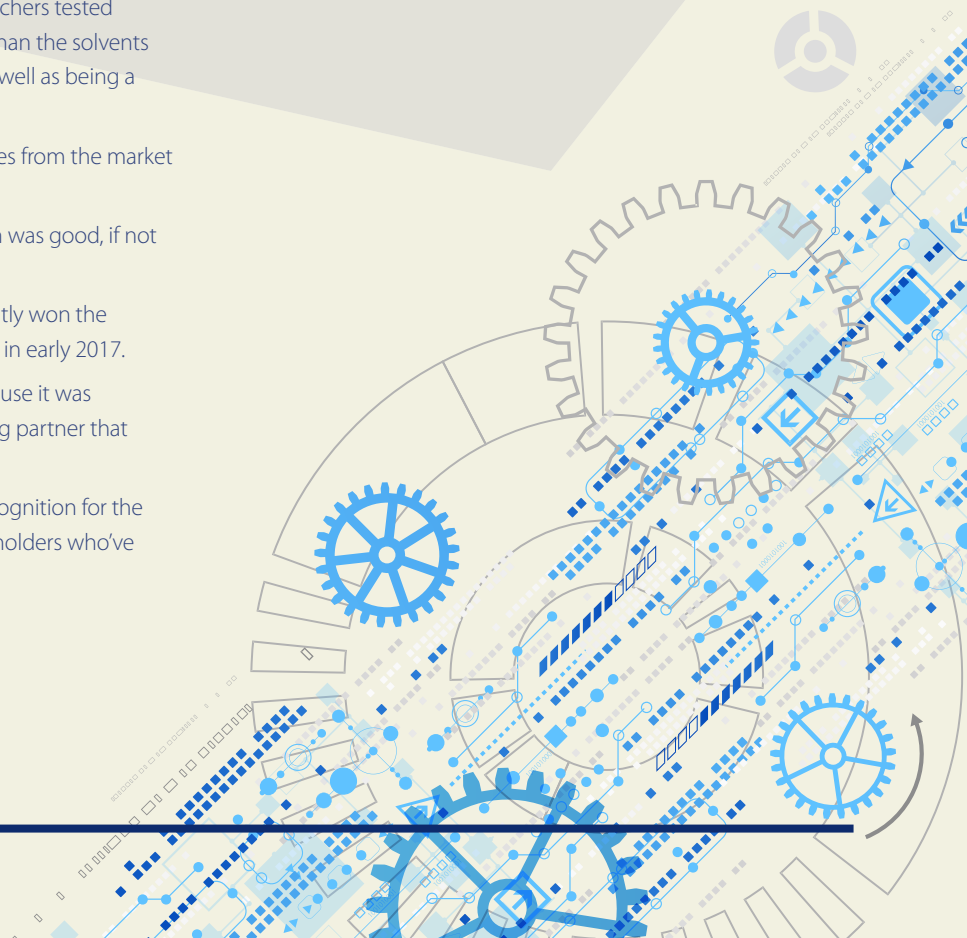 chers tested
han the solvents
well as being a
es from the market
n was good, if not
tly won the
in early 2017.
use it was
g partner that
ognition for the
holders who've